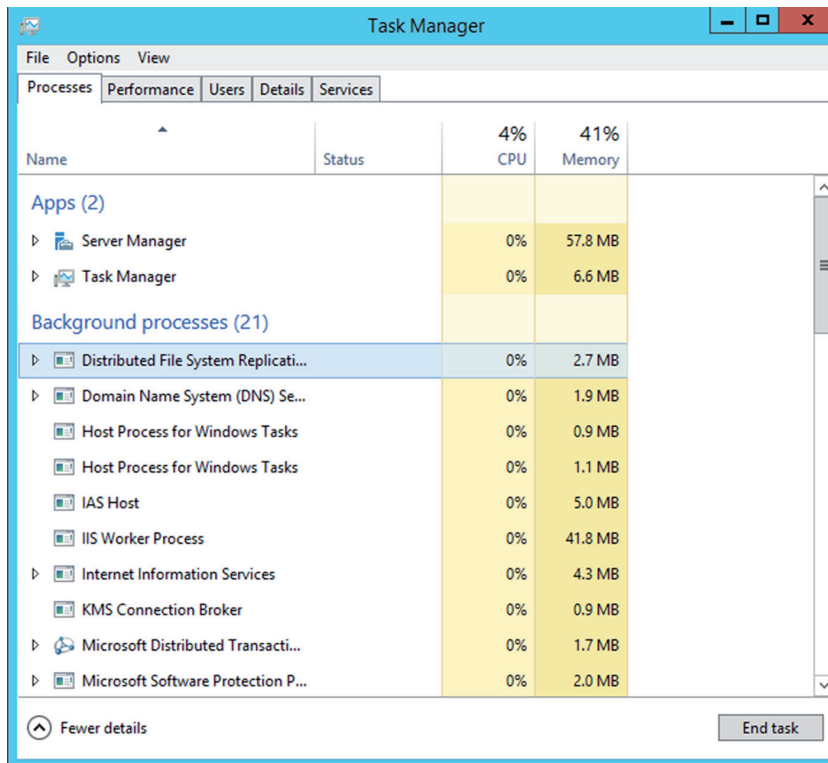 Task Manager
File Options View
Processes Performance Users Details Services
4% 41%
Name Status CPU Memory
Apps (2)
Server Manager 0% 57.8 MB
Task Manager 0% 6.6 MB
Background processes (21)
Distributed File System Replicati... 0% 2.7 MB
Domain Name System (DNS) Se... 0% 1.9 MB
Host Process for Windows Tasks 0% 0.9 MB
Host Process for Windows Tasks 0% 1.1 MB
IAS Host 0% 5.0 MB
IIS Worker Process 0% 41.8 MB
Internet Information Services 0% 4.3 MB
KMS Connection Broker 0% 0.9 MB
Microsoft Distributed Transacti... 0% 1.7 MB
Microsoft Software Protection P... 0% 2.0 MB
Fewer details End task